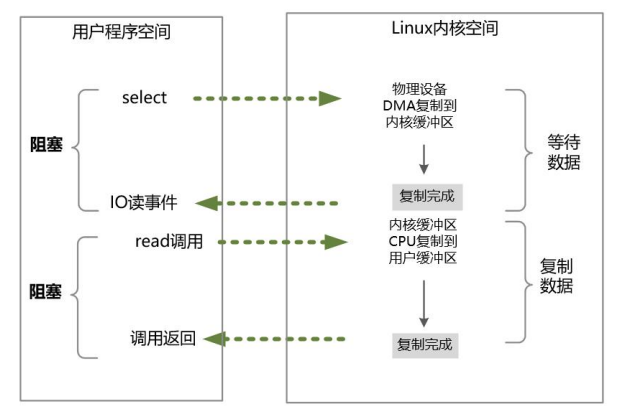 用户程序空间
Linux内核空间
select
物理设备
DMA复制到
内核缓冲区
阻塞
等待
数据
IO读事件
复制完成
read调用
内核缓冲区
CPU复制到
用户缓冲区
阻塞
复制
数据
调用返回
复制完成